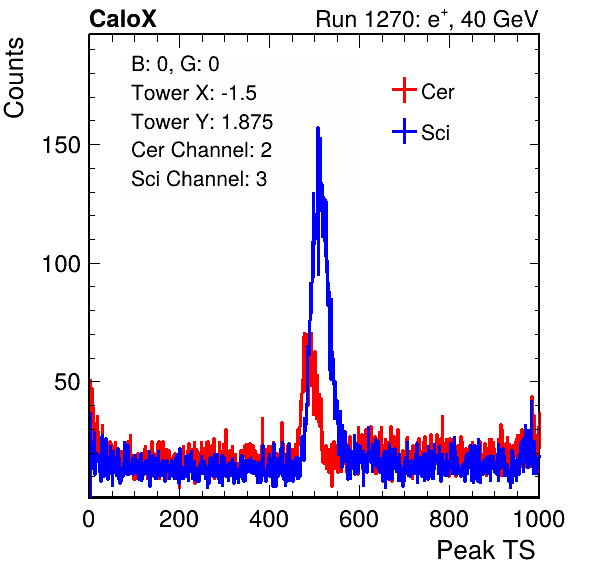 CaloX Run 1270: e⁺, 40 GeV
Counts
B: 0, G: 0
Tower X: -1.5
Tower Y: 1.875
Cer Channel: 2
Sci Channel: 3
Cer
Sci
150
100
50
0 200 400 600 800 1000
Peak TS